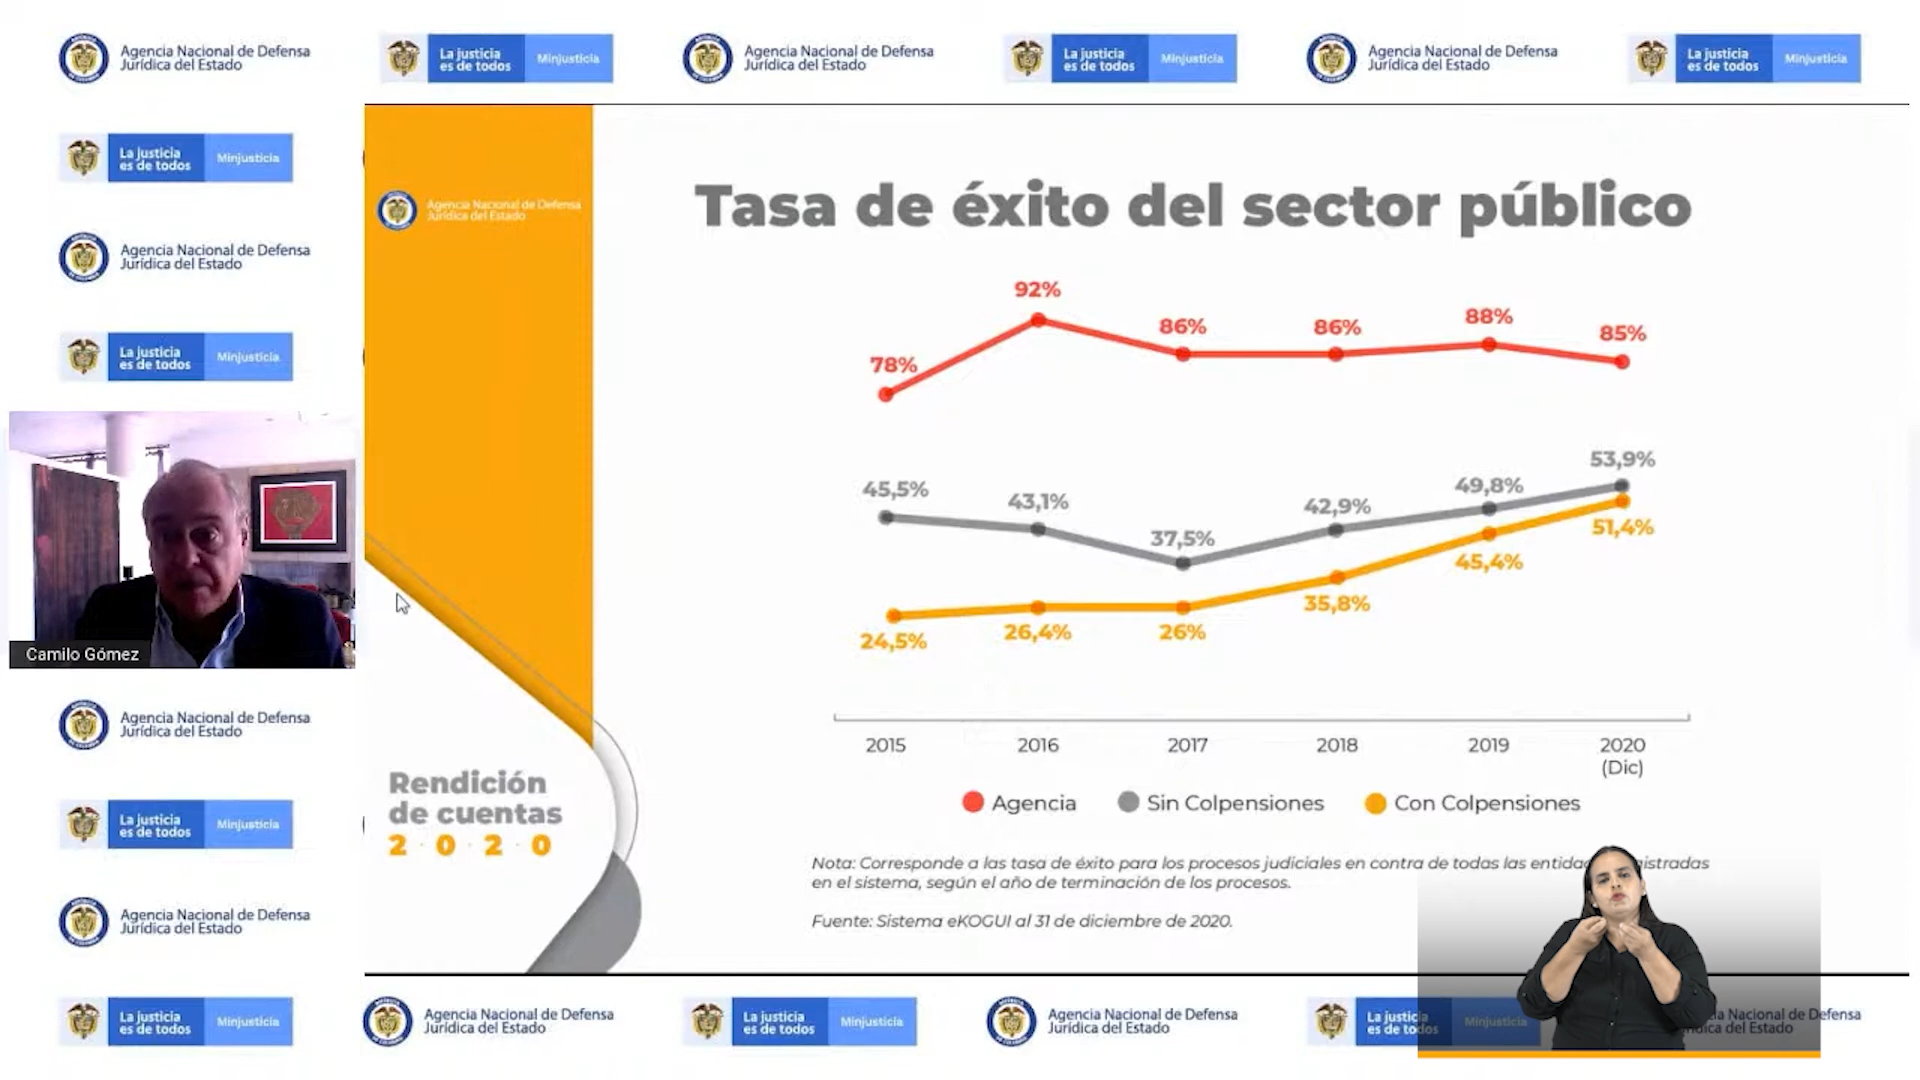 Agencia Nacional de Defensa
Jurídica del Estado
La justicia
es de todos
Minjusticia
Agencia Nacional de Defensa
Jurídica del Estado
La justicia
es de todos
Minjusticia
Agencia Nacional de Defensa
Jurídica del Estado
La justicia
es de todos
Minjusticia
La justicia
es de todos
Minjusticia
Agencia Nacional de Defensa
Jurídica del Estado
La justicia
es de todos
Minjusticia
Camilo Gómez
Agencia Nacional de Defensa
Jurídica del Estado
La justicia
es de todos
Minjusticia
Agencia Nacional de Defensa
Jurídica del Estado
Agencia Nacional de Defensa
Jurídica del Estado
Rendición
de cuentas
2·0·2·0
Tasa de éxito del sector público
92%
78%
86%
86%
88%
85%
45,5%
43,1%
37,5%
42,9%
49,8%
53,9%
24,5%
26,4%
26%
35,8%
45,4%
51,4%
2015
2016
2017
2018
2019
2020
(Dic)
Agencia
Sin Colpensiones
Con Colpensiones
Nota: Corresponde a las tasa de éxito para los procesos judiciales en contra de todas las
en el sistema, según el año de terminación de los procesos.
Fuente: Sistema eKOGUI al 31 de diciembre de 2020.
La justicia
es de todos
Minjusticia
Agencia Nacional de Defensa
Jurídica del Estado
La justicia
es de todos
Minjusticia
Agencia Nacional de Defensa
Jurídica del Estado
La justicia
es de todos
Minjusticia
Nacional de Defensa
del Estado